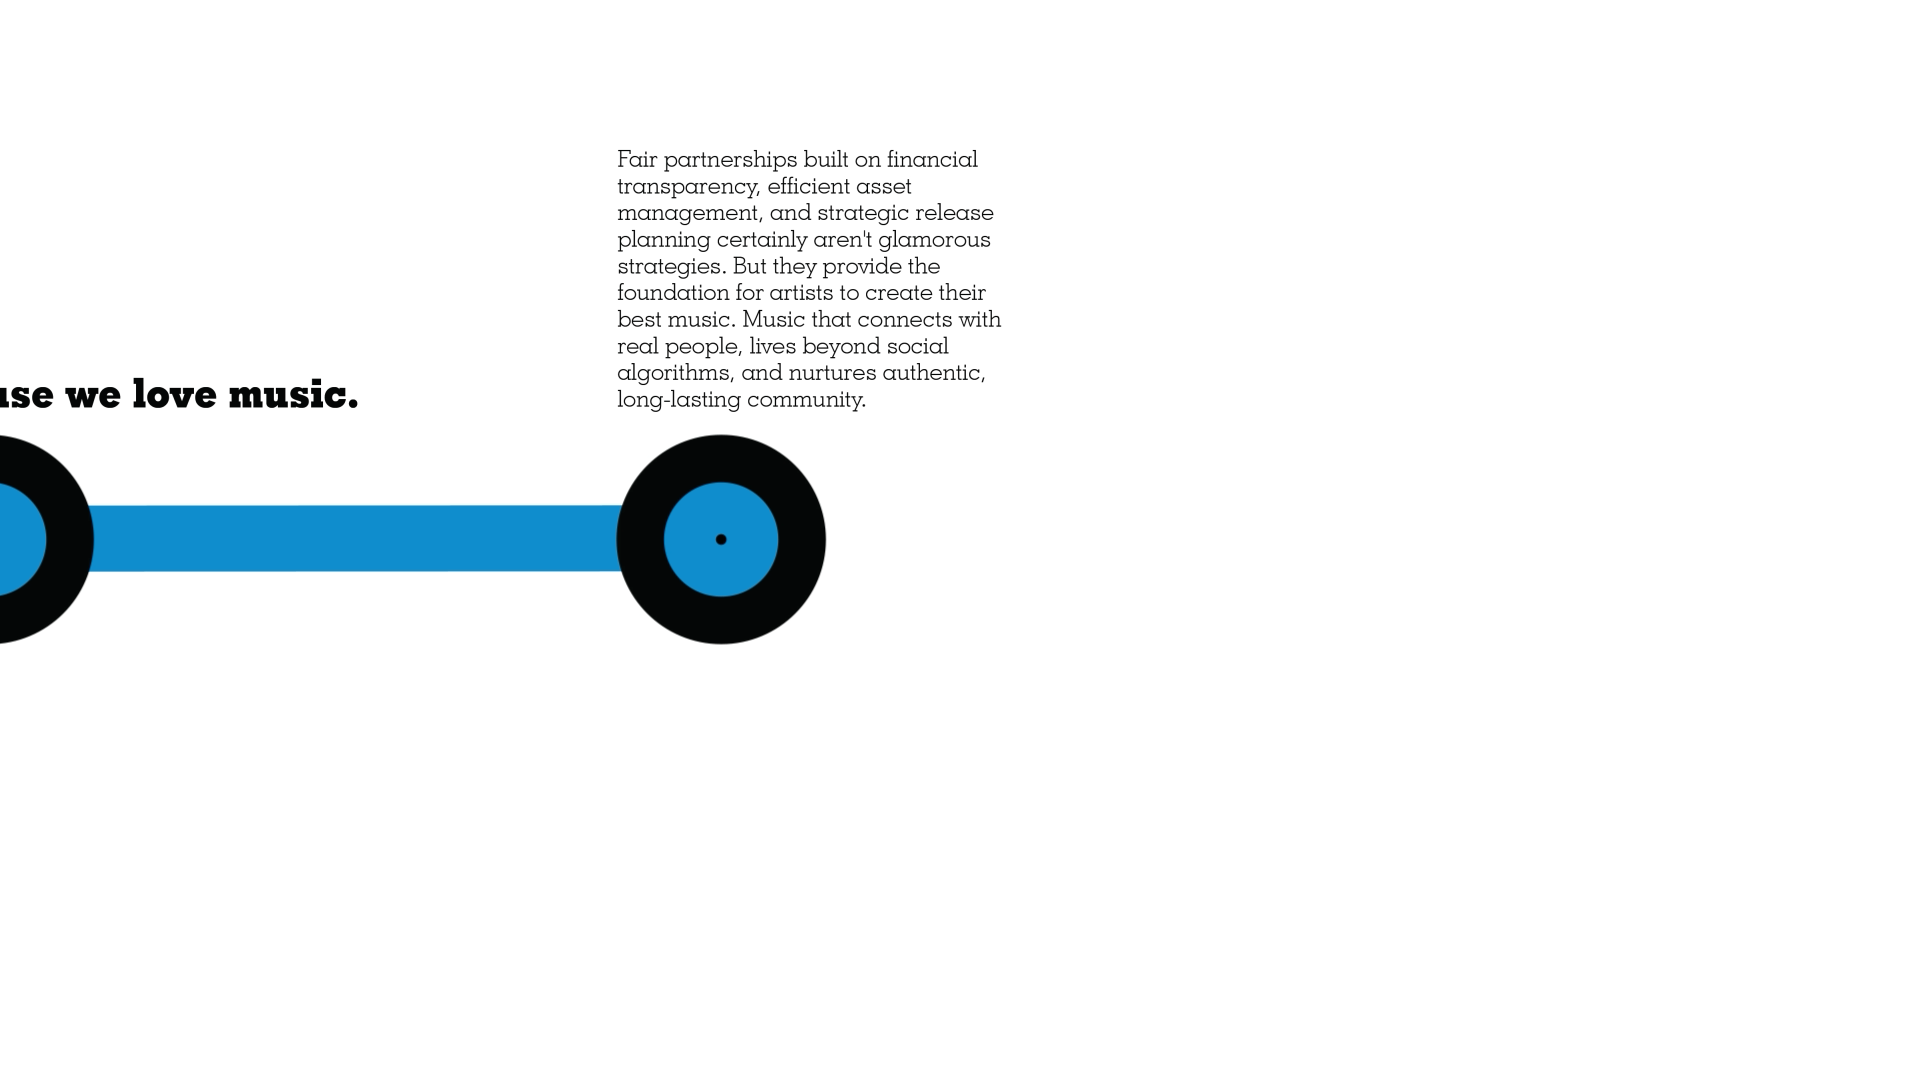 Fair partnerships built on financial
transparency, efficient asset
management, and strategic release
planning certainly aren't glamorous
strategies. But they provide the
foundation for artists to create their
best music. Music that connects with
real people, lives beyond social
algorithms, and nurtures authentic,
long-lasting community.
we love music.